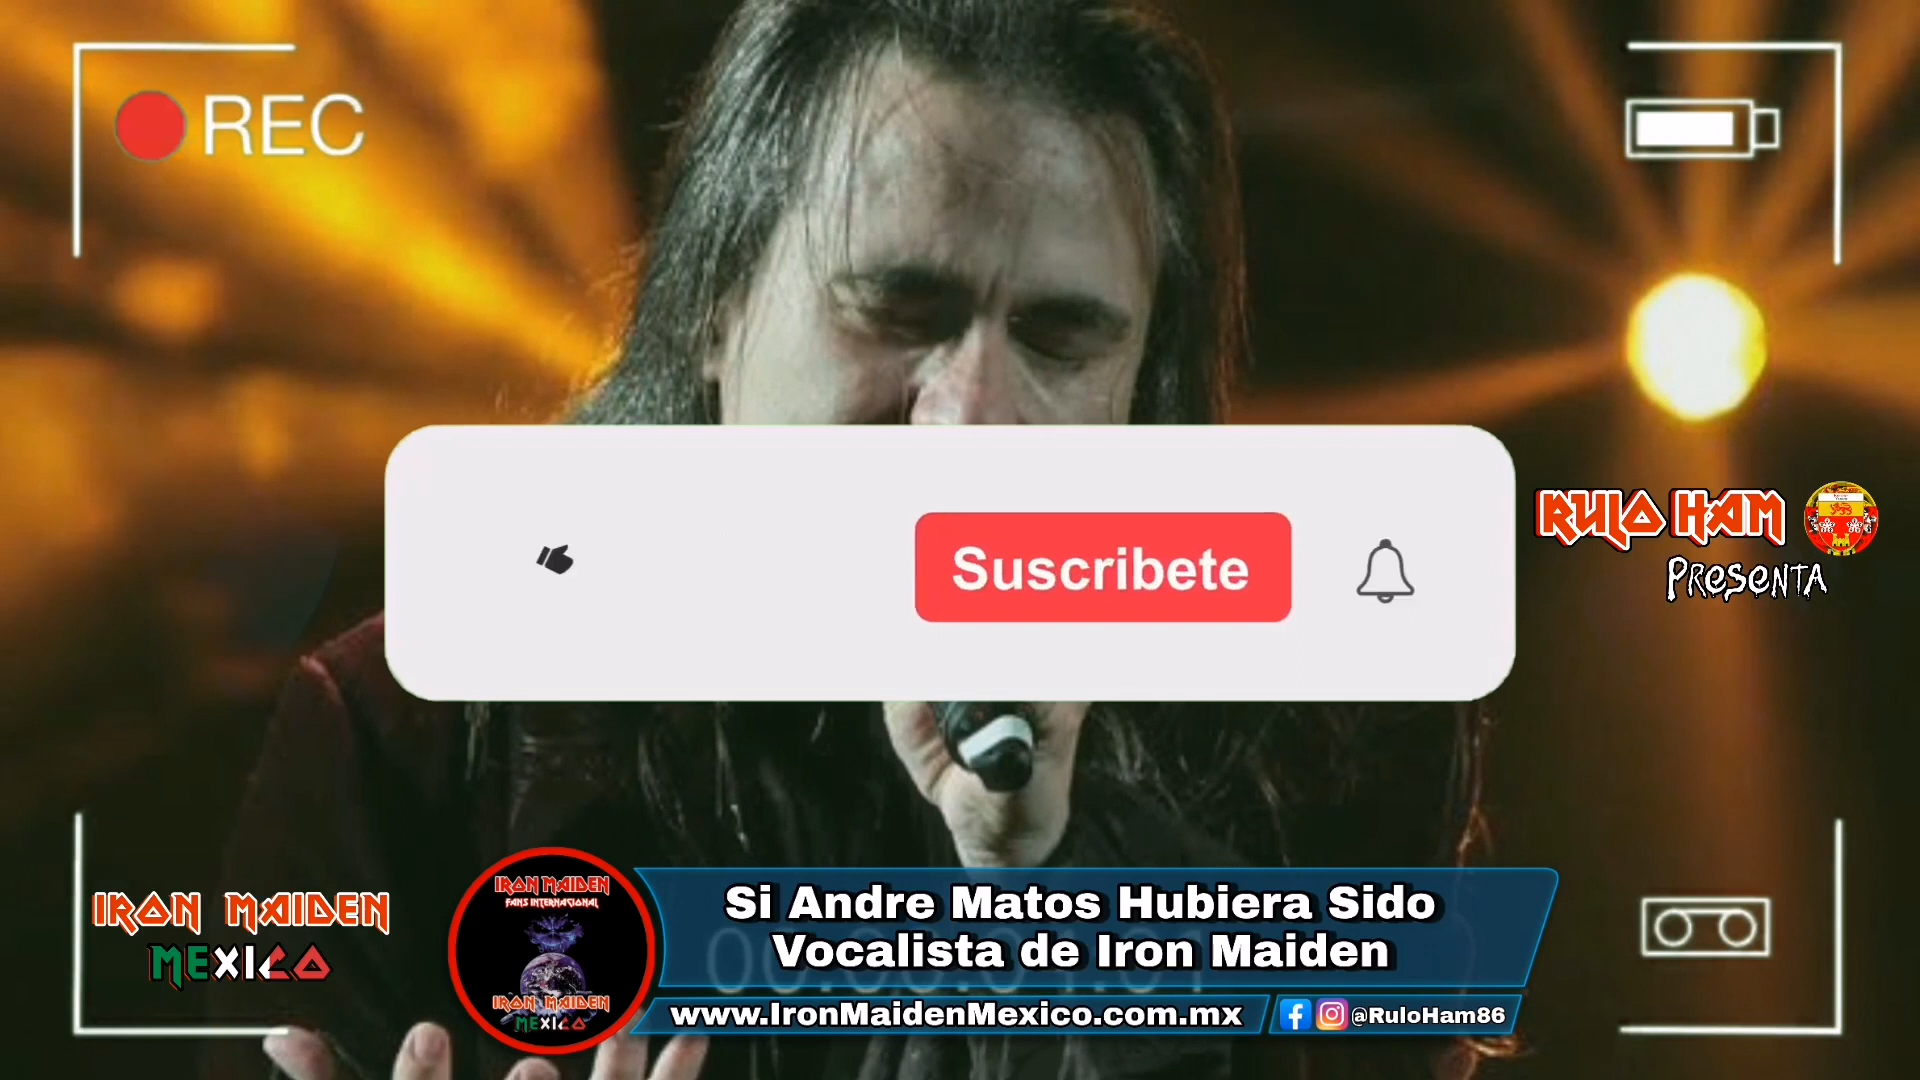 REC
Suscribete
RULO HAM
Presenta
IRON MAIDEN
MEXICO
IRON MAIDEN
FANS INTERNACIONAL
IRON MAIDEN
MEXICO
Si Andre Matos Hubiera Sido
Vocalista de Iron Maiden
www.IronMaidenMexico.com.mx
@RuloHam86